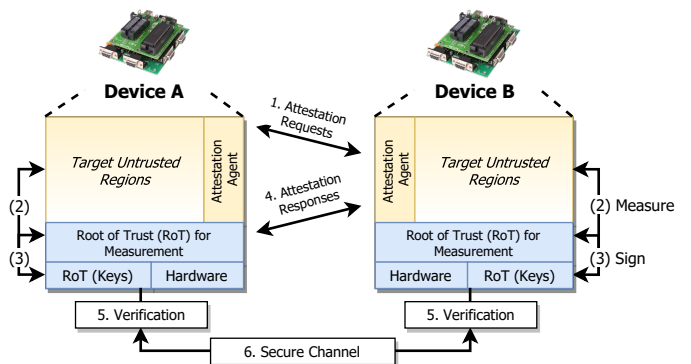 Device A
Device B
1. Attestation
Requests
Target Untrusted
Regions
Attestation
Agent
Attestation
Agent
Target Untrusted
Regions
4. Attestation
Responses
(2)
(2) Measure
Root of Trust (RoT) for
Measurement
Root of Trust (RoT) for
Measurement
(3)
(3) Sign
RoT (Keys)
Hardware
Hardware
RoT (Keys)
5. Verification
5. Verification
6. Secure Channel